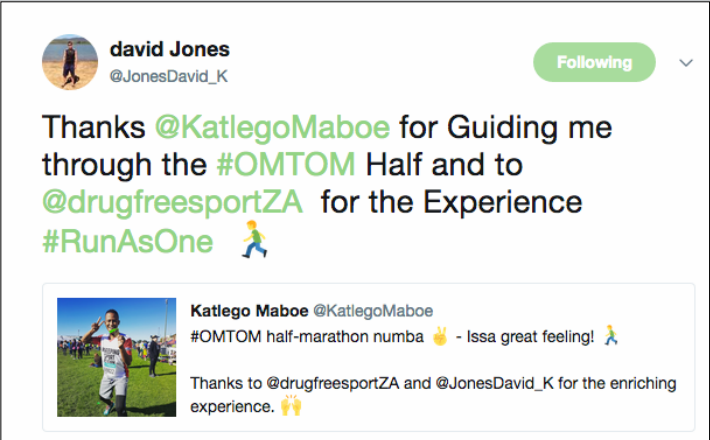 david Jones
@JonesDavid_K
Following
Thanks @KatlegoMaboe for Guiding me
through the #OMTOM Half and to
@drugfreesportZA for the Experience
#RunAsOne 🏃
Katlego Maboe @KatlegoMaboe
#OMTOM half-marathon numba ✌️ - Issa great feeling! 🏃
Thanks to @drugfreesportZA and @JonesDavid_K for the enriching
experience. 🙌